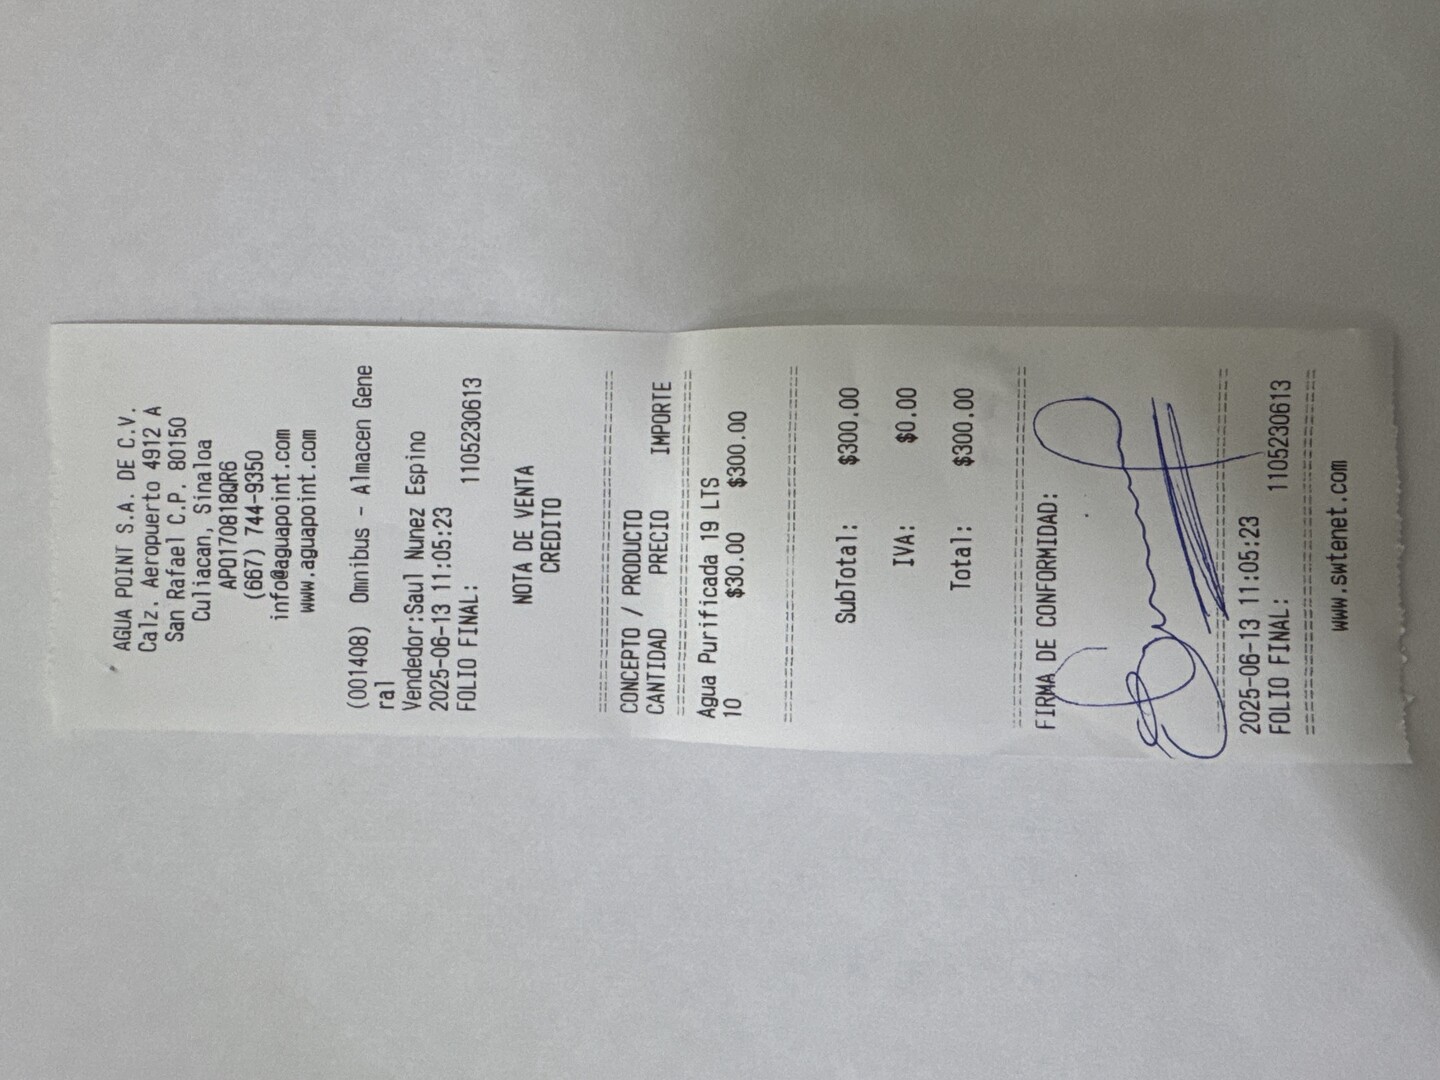 AGUA POINT S.A. DE C.V.
Calz. Aeropuerto 4912 A
San Rafael C.P. 80150
Culiacan, Sinaloa
APO170818QR6
(667) 744-9350
info@aguapoint.com
www.aguapoint.com
(001408) Omnibus - Almacen Gene
ral
Vendedor:Saul Nunez Espino
2025-06-13 11:05:23
FOLIO FINAL: 1105230613
NOTA DE VENTA
CREDITO
================================
CONCEPTO / PRODUCTO
CANTIDAD PRECIO IMPORTE
================================
Agua Purificada 19 LTS
10 $30.00 $300.00
================================
SubTotal: $300.00
IVA: $0.00
Total: $300.00
================================
FIRMA DE CONFORMIDAD:
================================
2025-06-13 11:05:23
FOLIO FINAL: 1105230613
================================
www.swtenet.com